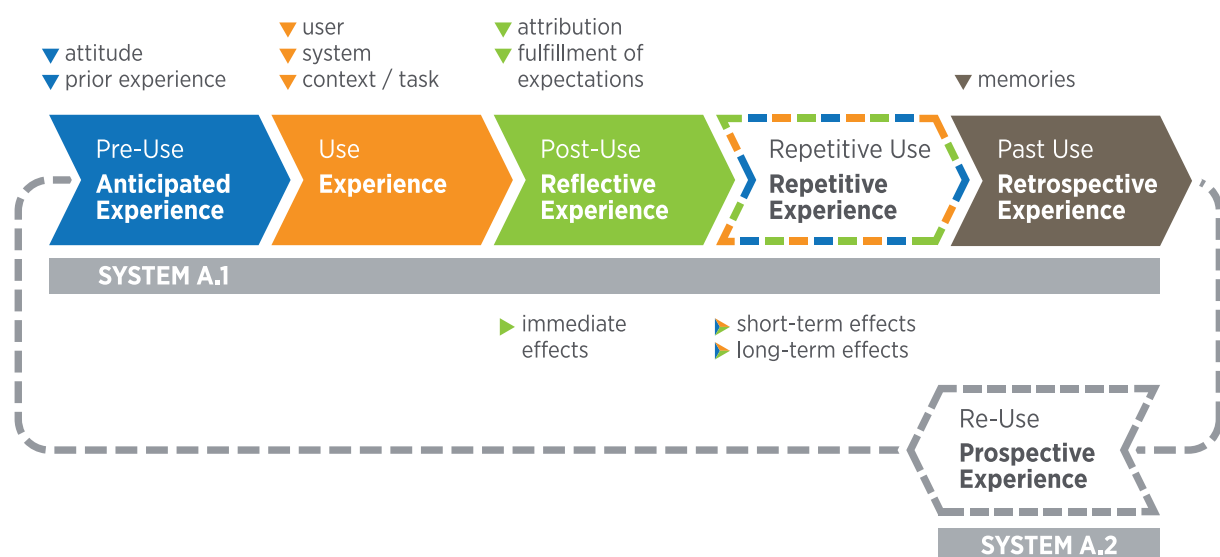 attitude
prior experience
user
system
context / task
attribution
fulfillment of
expectations
memories
Pre-Use
Anticipated
Experience
Use
Experience
Post-Use
Reflective
Experience
Repetitive Use
Repetitive
Experience
Past Use
Retrospective
Experience
SYSTEM A.1
immediate
effects
short-term effects
long-term effects
Re-Use
Prospective
Experience
SYSTEM A.2